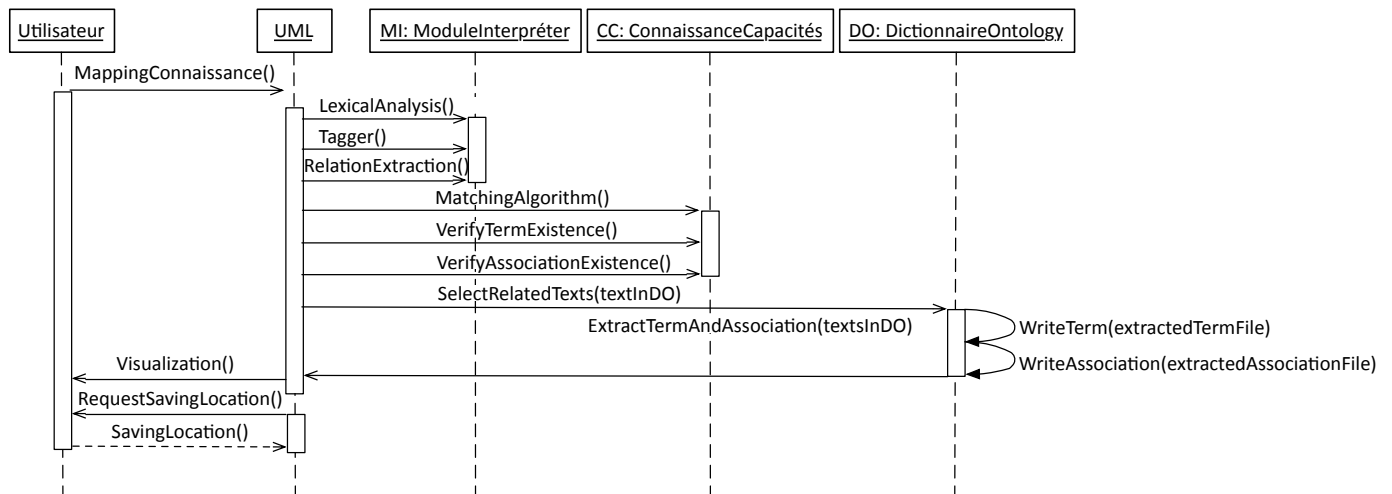 Utilisateur
UML
MI: ModuleInterpréter
CC: ConnaissanceCapacités
DO: DictionnaireOntology
MappingConnaissance()
LexicalAnalysis()
Tagger()
RelationExtraction()
MatchingAlgorithm()
VerifyTermExistence()
VerifyAssociationExistence()
SelectRelatedTexts(textInDO)
ExtractTermAndAssociation(textsInDO)
WriteTerm(extractedTermFile)
WriteAssociation(extractedAssociationFile)
Visualization()
RequestSavingLocation()
SavingLocation()